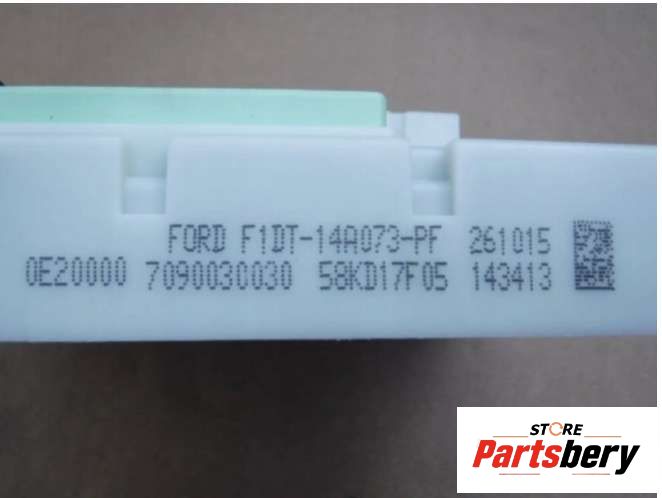 FORD F1DT-14A073-PF 261015
0E20000 7090030030 58KD17F05 143413
STORE
Partsbery